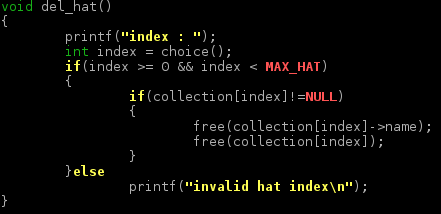 void del_hat()
{
        printf("index : ");
        int index = choice();
        if(index >= 0 && index < MAX_HAT)
        {
                if(collection[index]!=NULL)
                {
                        free(collection[index]->name);
                        free(collection[index]);
                }
        }else
                printf("invalid hat index\n");
}